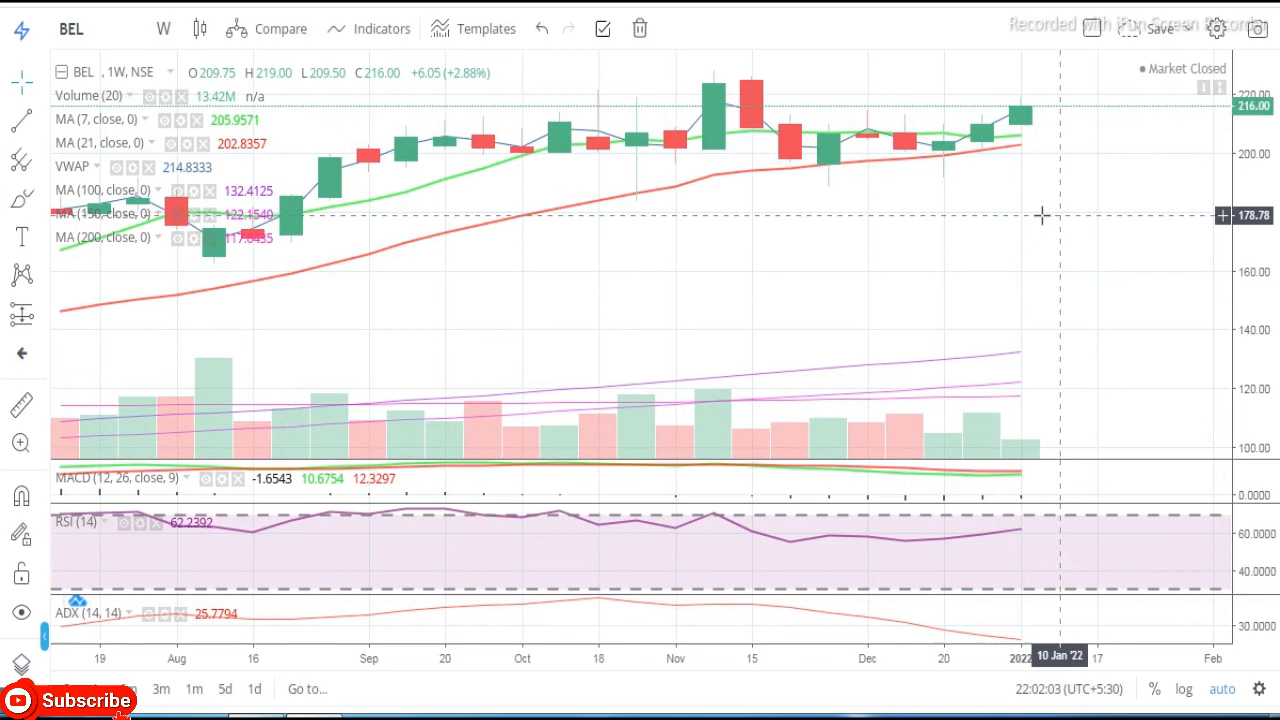 BEL W Compare Indicators Templates Save
Recorded with iFun Screen Recorder
BEL , 1W, NSE O 209.75 H 219.00 L 209.50 C 216.00 +6.05 (+2.88%)
Market Closed
Volume (20) 13.42M n/a
MA (7, close, 0) 205.9571
MA (21, close, 0) 202.8357
VWAP 214.8333
MA (100, close, 0) 132.4125
MA (150, close, 0) 122.1540
MA (200, close, 0)
220.00
216.00
200.00
178.78
160.00
140.00
120.00
100.00
MACD (12, 26, close, 9) -1.6543 10.6754 12.3297
0.0000
RSI (14) 62.2392
60.0000
40.0000
ADX (14, 14) 25.7794
30.0000
19 Aug 16 Sep 20 Oct 18 Nov 15 Dec 20 2022 10 Jan '22 17 Feb
3m 1m 5d 1d Go to... 22:02:03 (UTC+5:30) % log auto
Subscribe